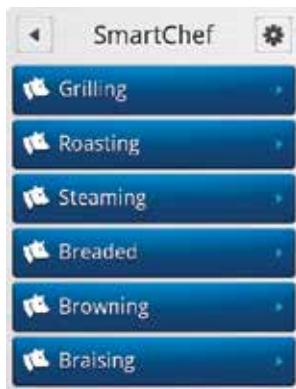 SmartChef
Grilling
Roasting
Steaming
Breaded
Browning
Braising